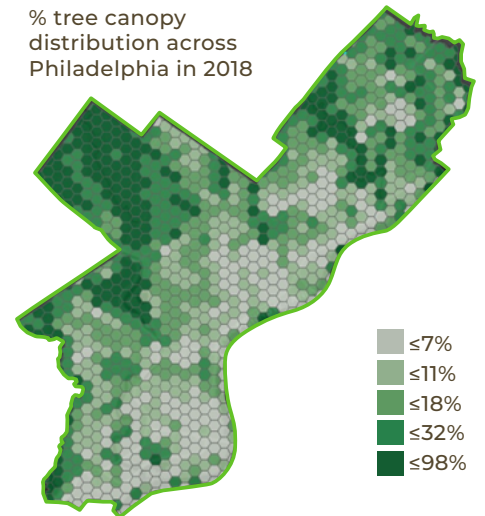 % tree canopy
distribution across
Philadelphia in 2018
≤7%
≤11%
≤18%
≤32%
≤98%